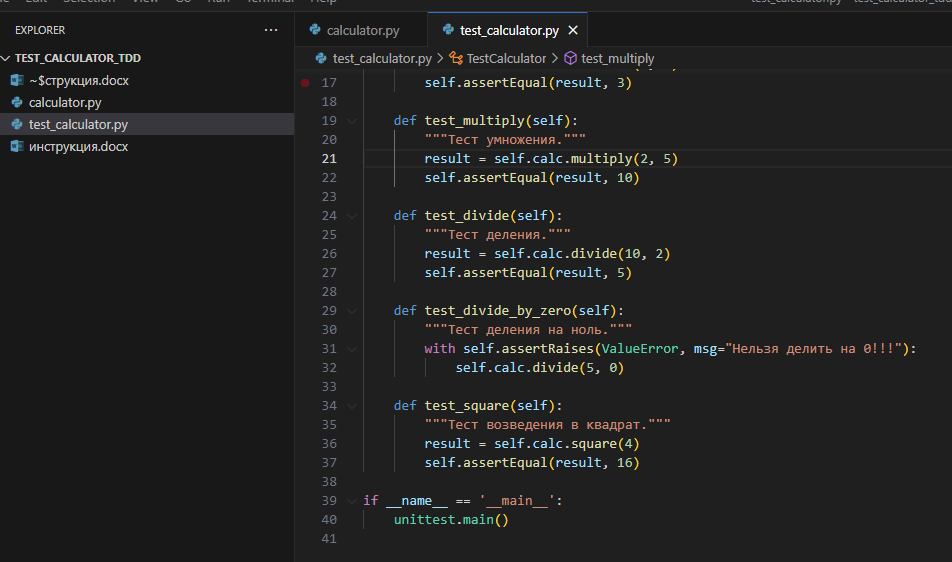 Selection View Go Run Terminal Help
EXPLORER
TEST_CALCULATOR_TDD
~$струкция.docx
calculator.py
test_calculator.py
инструкция.docx
calculator.py
test_calculator.py
test_calculator.py > TestCalculator > test_multiply
17 self.assertEqual(result, 3)
18
19 def test_multiply(self):
20 """Тест умножения."""
21 result = self.calc.multiply(2, 5)
22 self.assertEqual(result, 10)
23
24 def test_divide(self):
25 """Тест деления."""
26 result = self.calc.divide(10, 2)
27 self.assertEqual(result, 5)
28
29 def test_divide_by_zero(self):
30 """Тест деления на ноль."""
31 with self.assertRaises(ValueError, msg="Нельзя делить на 0!!!"):
32 self.calc.divide(5, 0)
33
34 def test_square(self):
35 """Тест возведения в квадрат."""
36 result = self.calc.square(4)
37 self.assertEqual(result, 16)
38
39 if __name__ == '__main__':
40 unittest.main()
41